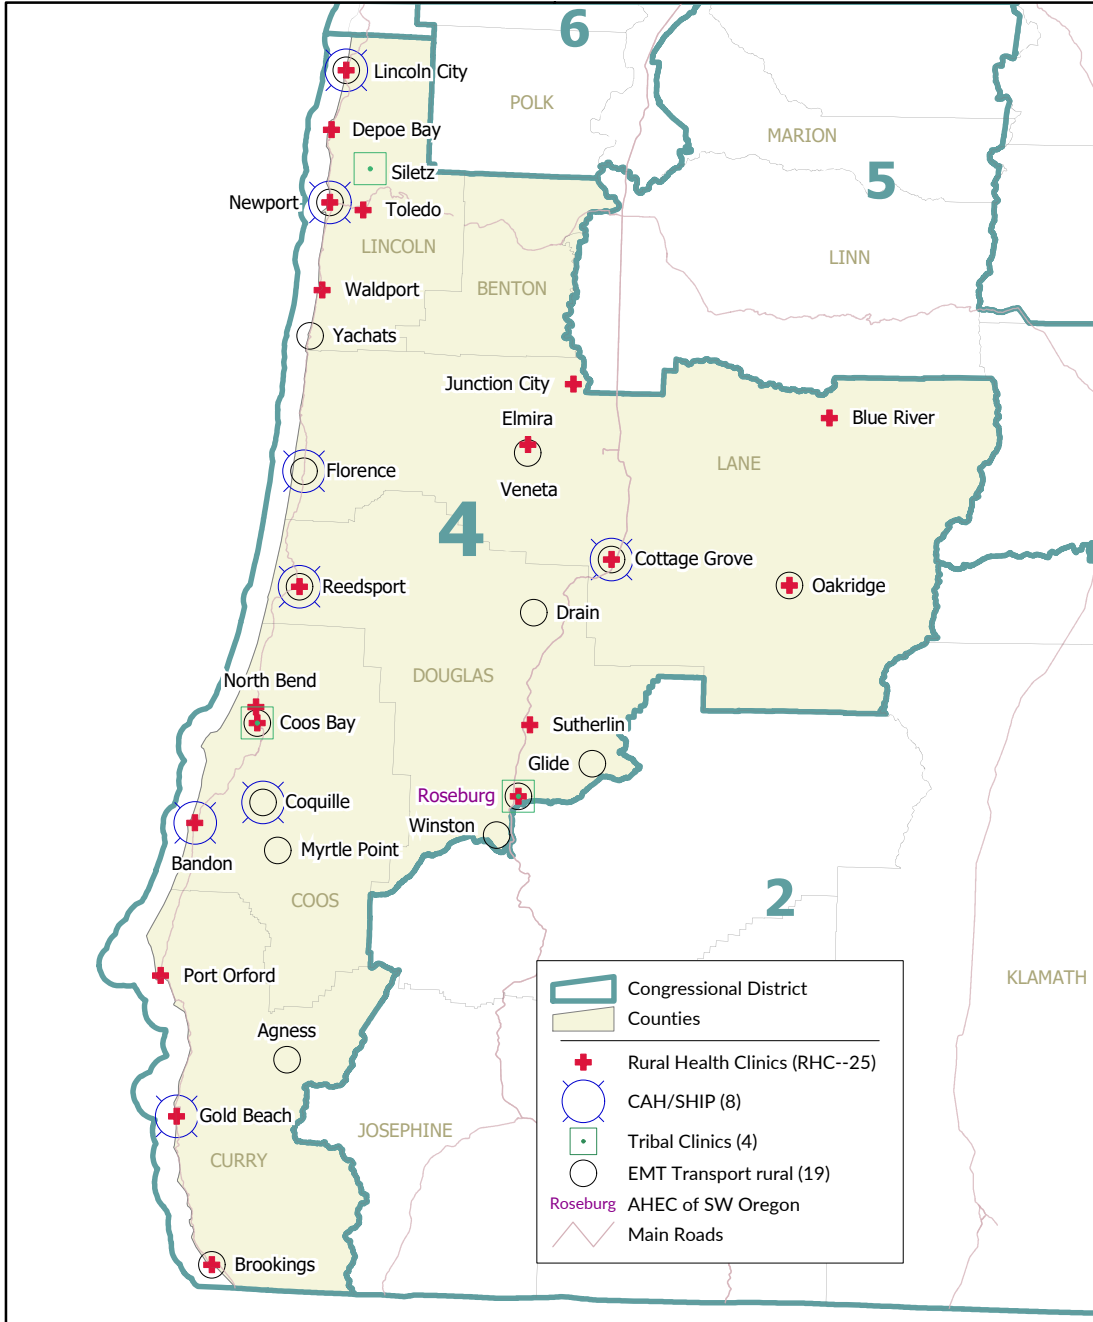 6
Lincoln City
POLK
Depoe Bay
MARION
Siletz
5
Newport
Toledo
LINCOLN
LINN
BENTON
Waldport
Yachats
Junction City
Elmira
Blue River
LANE
Florence
Veneta
4
Cottage Grove
Reedsport
Oakridge
Drain
DOUGLAS
North Bend
Coos Bay
Sutherlin
Glide
Roseburg
Coquille
Winston
Myrtle Point
Bandon
COOS
2
Port Orford
KLAMATH
Agness
Gold Beach
JOSEPHINE
CURRY
Brookings
Congressional District
Counties
Rural Health Clinics (RHC--25)
CAH/SHIP (8)
Tribal Clinics (4)
EMT Transport rural (19)
Roseburg AHEC of SW Oregon
Main Roads